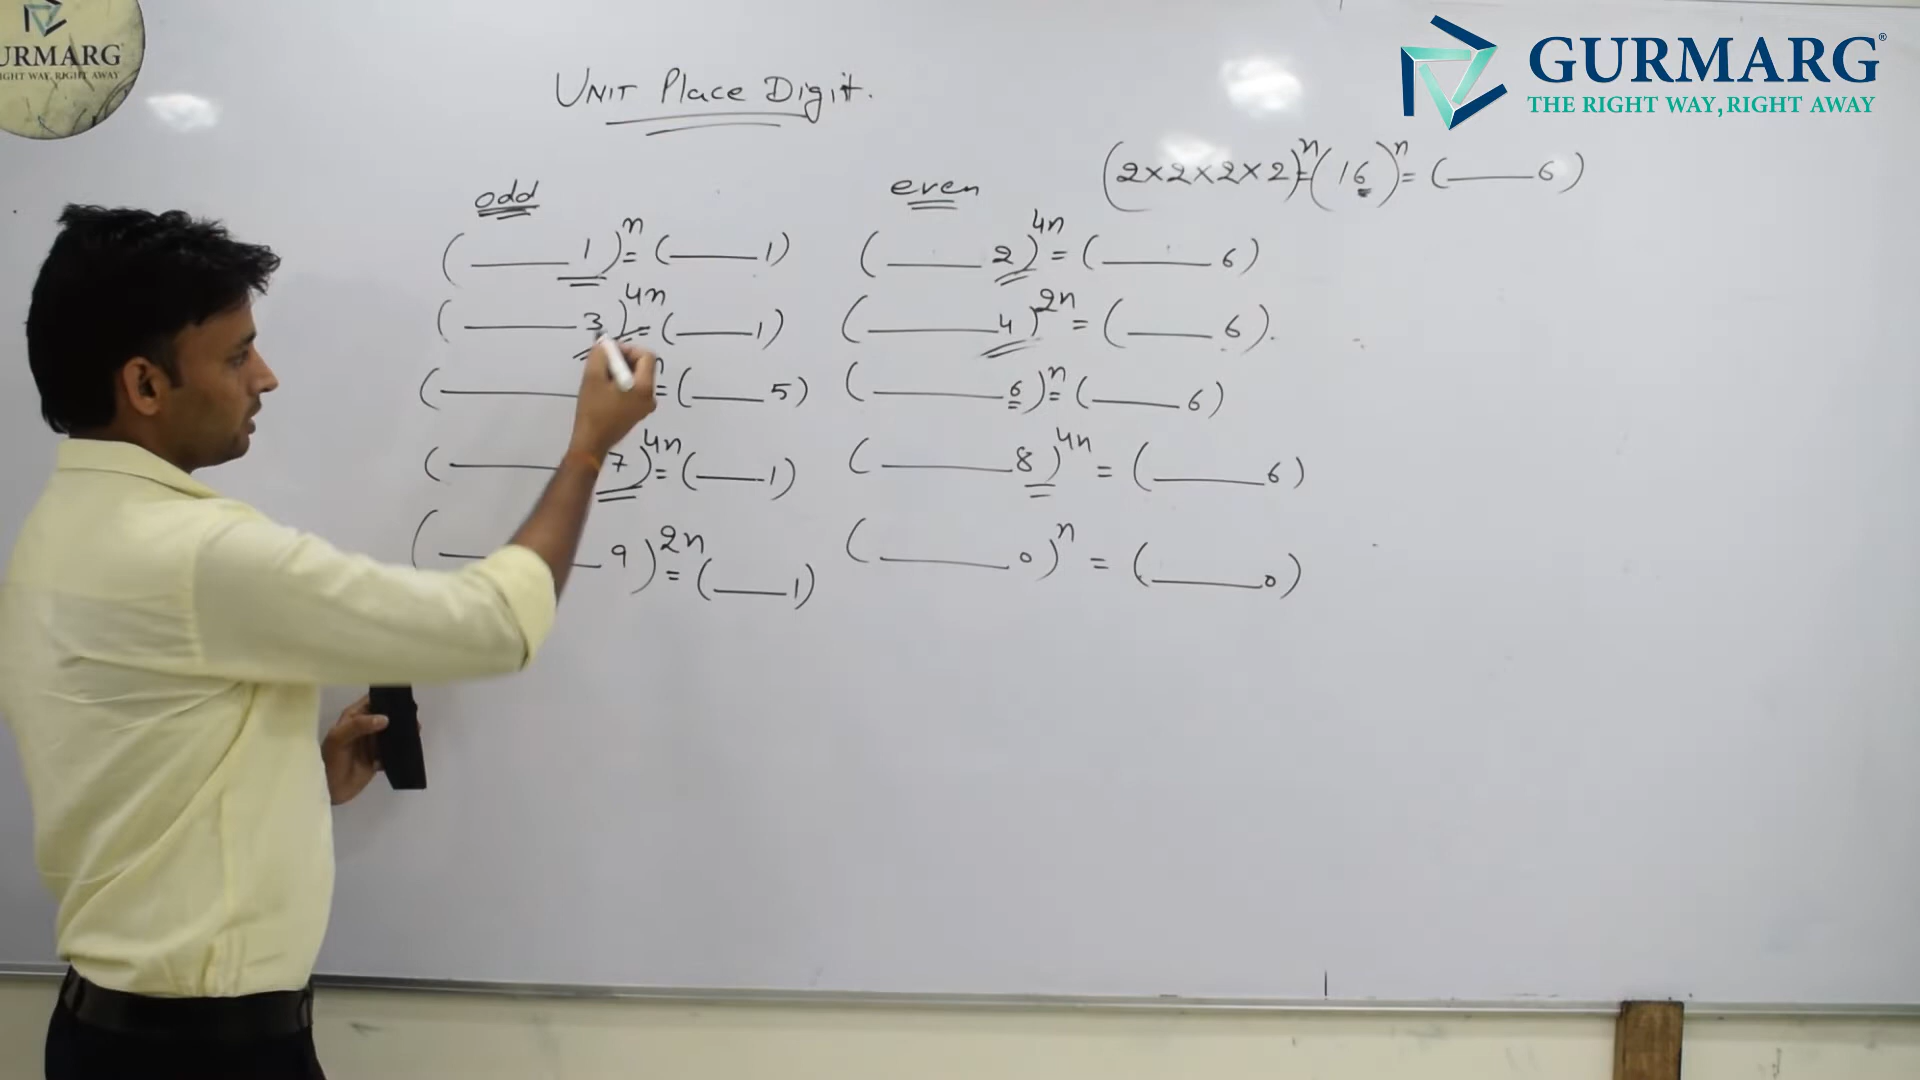 URMARG
IGHT WAY, RIGHT AWAY
GURMARG®
THE RIGHT WAY, RIGHT AWAY
UNIT Place Digit.
(2×2×2×2)ⁿ=(16)ⁿ=(____6)
odd
(____1)ⁿ=(____1)
(____3)⁴ⁿ=(____1)
(____ ⁿ=(____5)
(____7)⁴ⁿ=(____1)
(____9)²ⁿ=(____1)
even
(____2)⁴ⁿ=(____6)
(____4)²ⁿ=(____6).
(____6)ⁿ=(____6)
(____8)⁴ⁿ=(____6)
(____0)ⁿ=(____0)